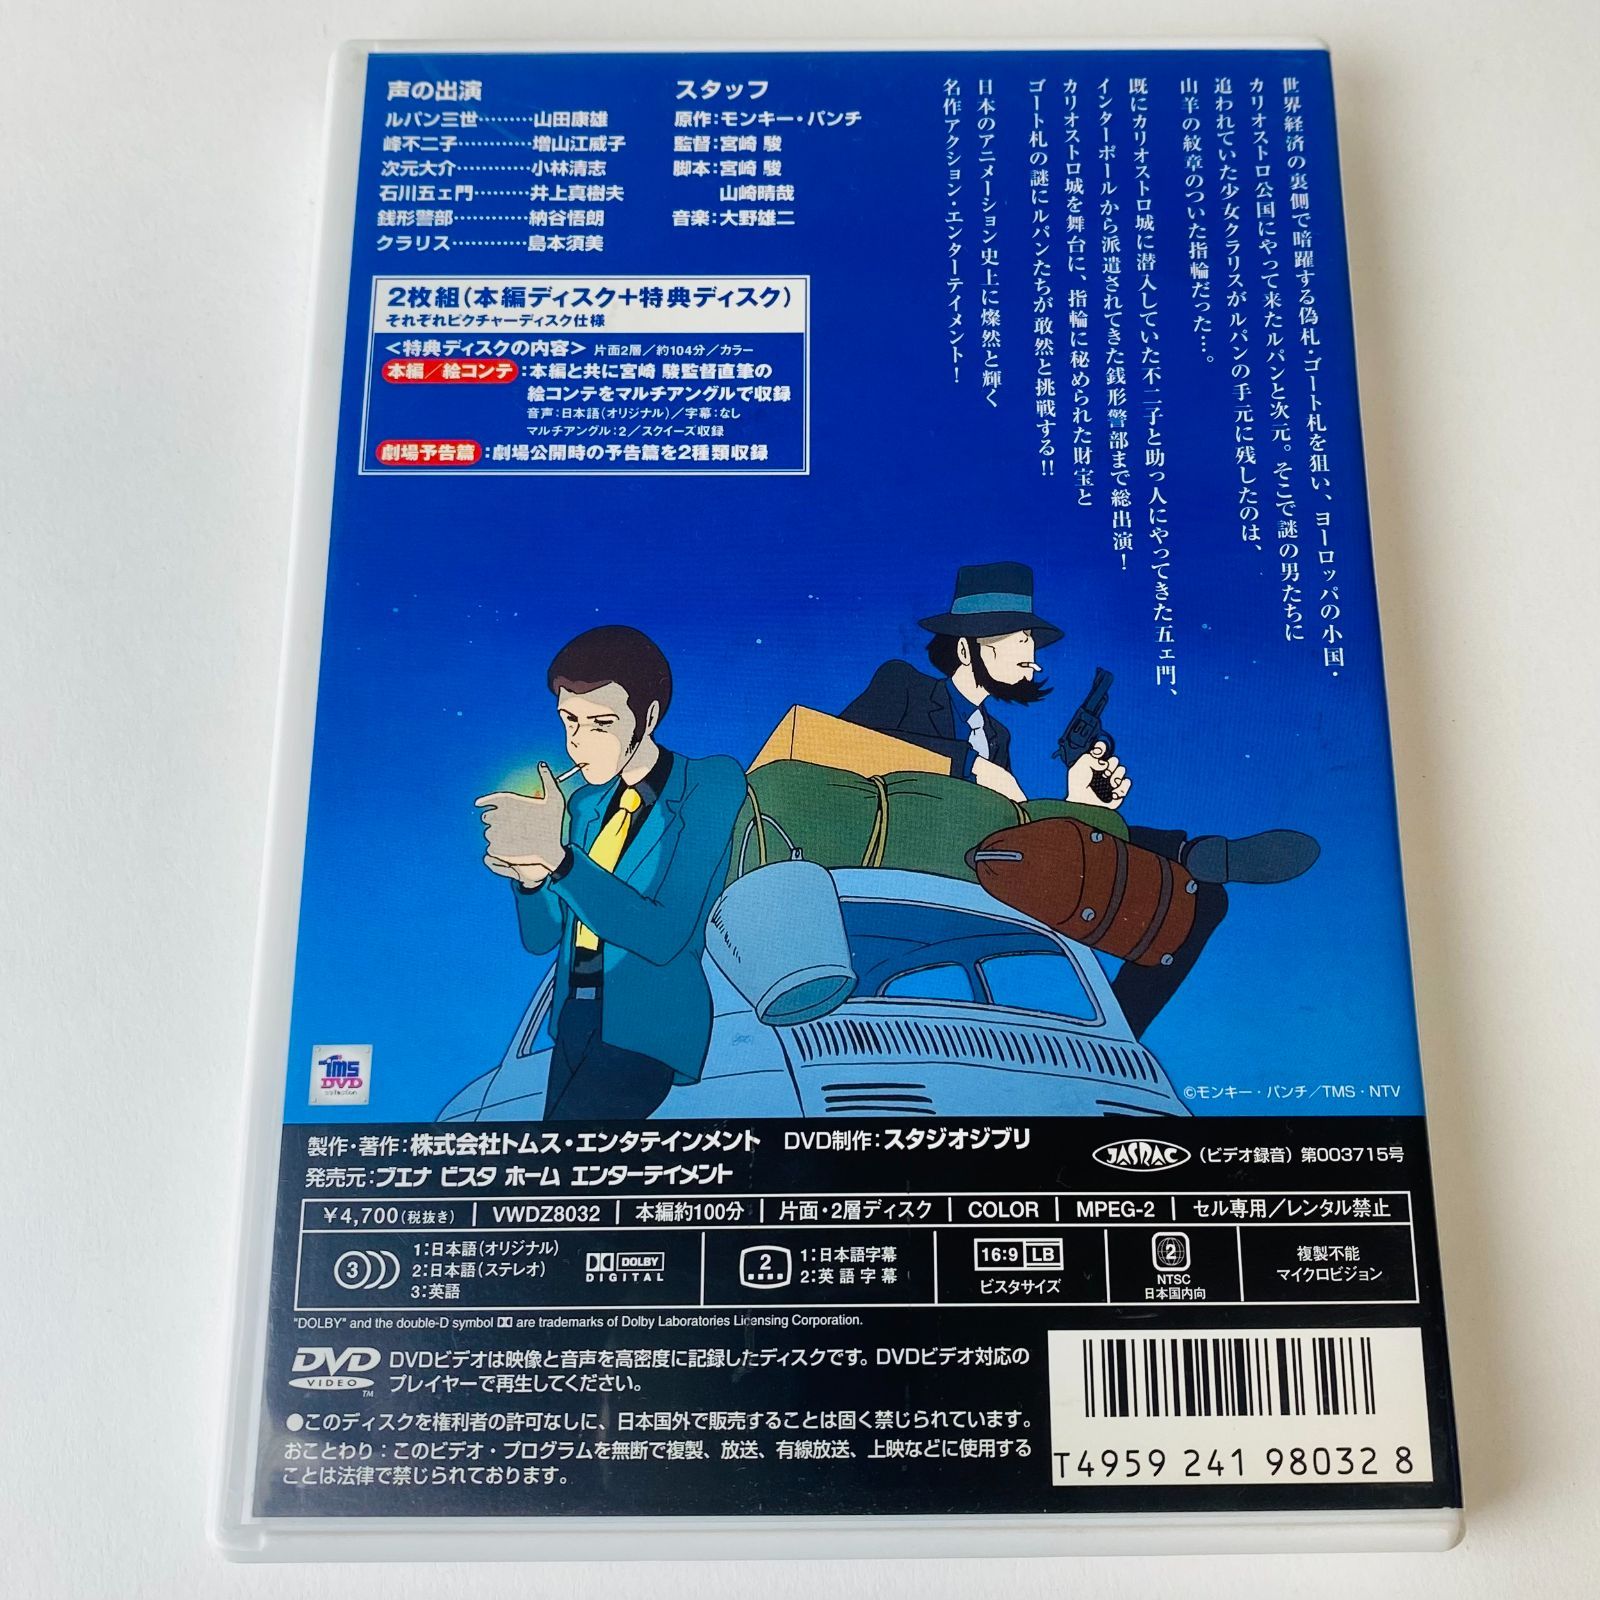 声の出演
ルパン三世………山田康雄
峰不二子…………増山江威子
次元大介…………小林清志
石川五ェ門………井上真樹夫
銭形警部…………納谷悟朗
クラリス…………島本須美
スタッフ
原作：モンキー・パンチ
監督：宮崎 駿
脚本：宮崎 駿
山崎晴哉
音楽：大野雄二
世界経済の裏側で暗躍する偽札・ゴート札を狙い、ヨーロッパの小国・
カリオストロ公国にやって来たルパンと次元。そこで謎の男たちに
追われていた少女クラリスがルパンの手元に残したのは、
山羊の紋章のついた指輪だった…。
既にカリオストロ城に潜入していた不二子と助っ人にやってきた五ェ門、
インターポールから派遣されてきた銭形警部まで総出演！
カリオストロ城を舞台に、指輪に秘められた財宝と
ゴート札の謎にルパンたちが敢然と挑戦する!!
日本のアニメーション史上に燦然と輝く
名作アクション・エンターテイメント！
2枚組（本編ディスク＋特典ディスク）
それぞれピクチャーディスク仕様
＜特典ディスクの内容＞ 片面2層／約104分／カラー
本編／絵コンテ：本編と共に宮崎 駿監督直筆の
絵コンテをマルチアングルで収録
音声：日本語（オリジナル）／字幕：なし
マルチアングル：2／スクイーズ収録
劇場予告篇：劇場公開時の予告篇を2種類収録
TMS
DVD
collection
©モンキー・パンチ／TMS・NTV
製作・著作：株式会社トムス・エンタテインメント DVD制作：スタジオジブリ
発売元：ブエナ ビスタ ホーム エンターテイメント
JASRAC （ビデオ録音）第003715号
￥4,700（税抜き） | VWDZ8032 | 本編約100分 | 片面・2層ディスク | COLOR | MPEG-2 | セル専用／レンタル禁止
3
1：日本語（オリジナル）
2：日本語（ステレオ）
3：英語
DOLBY
DIGITAL
2
1：日本語字幕
2：英語字幕
16:9 LB
ビスタサイズ
2
NTSC
日本国内向
複製不能
マイクロビジョン
"DOLBY" and the double-D symbol are trademarks of Dolby Laboratories Licensing Corporation.
DVD
VIDEO
TM
DVDビデオは映像と音声を高密度に記録したディスクです。DVDビデオ対応の
プレイヤーで再生してください。
●このディスクを権利者の許可なしに、日本国外で販売することは固く禁じられています。
おことわり：このビデオ・プログラムを無断で複製、放送、有線放送、上映などに使用する
ことは法律で禁じられております。
T4959 241 98032 8